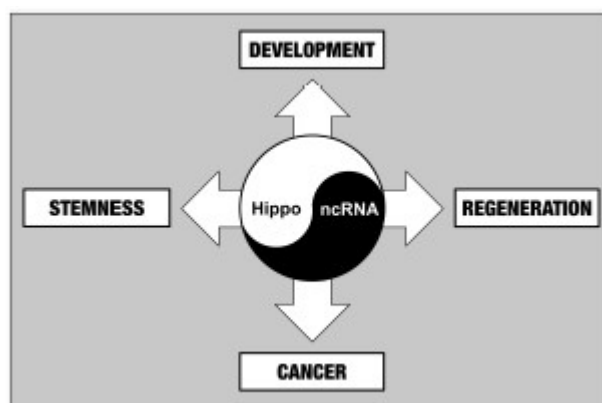 DEVELOPMENT
STEMNESS
Hippo
ncRNA
REGENERATION
CANCER